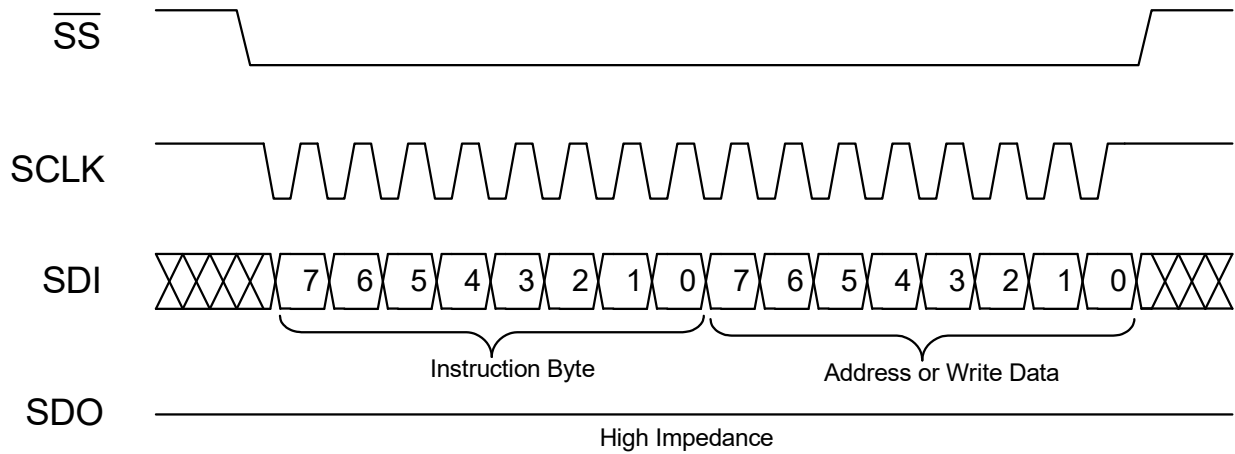 SS
SCLK
SDI 7 6 5 4 3 2 1 0 7 6 5 4 3 2 1 0
Instruction Byte Address or Write Data
SDO
High Impedance